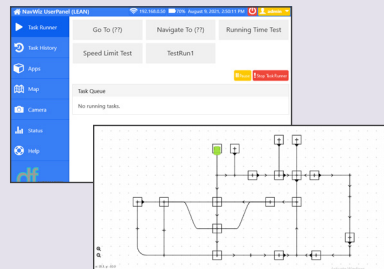 NavWiz UserPanel (LEAN)
192.168.0.10 70% August 9, 2021, 2:50:11 PM admin
Task Runner
Go To (??)
Navigate To (??)
Running Time Test
Task History
Speed Limit Test
TestRun1
Apps
Pause
Stop Task Runner
Map
Task Queue
No running tasks.
Camera
Status
Help
df